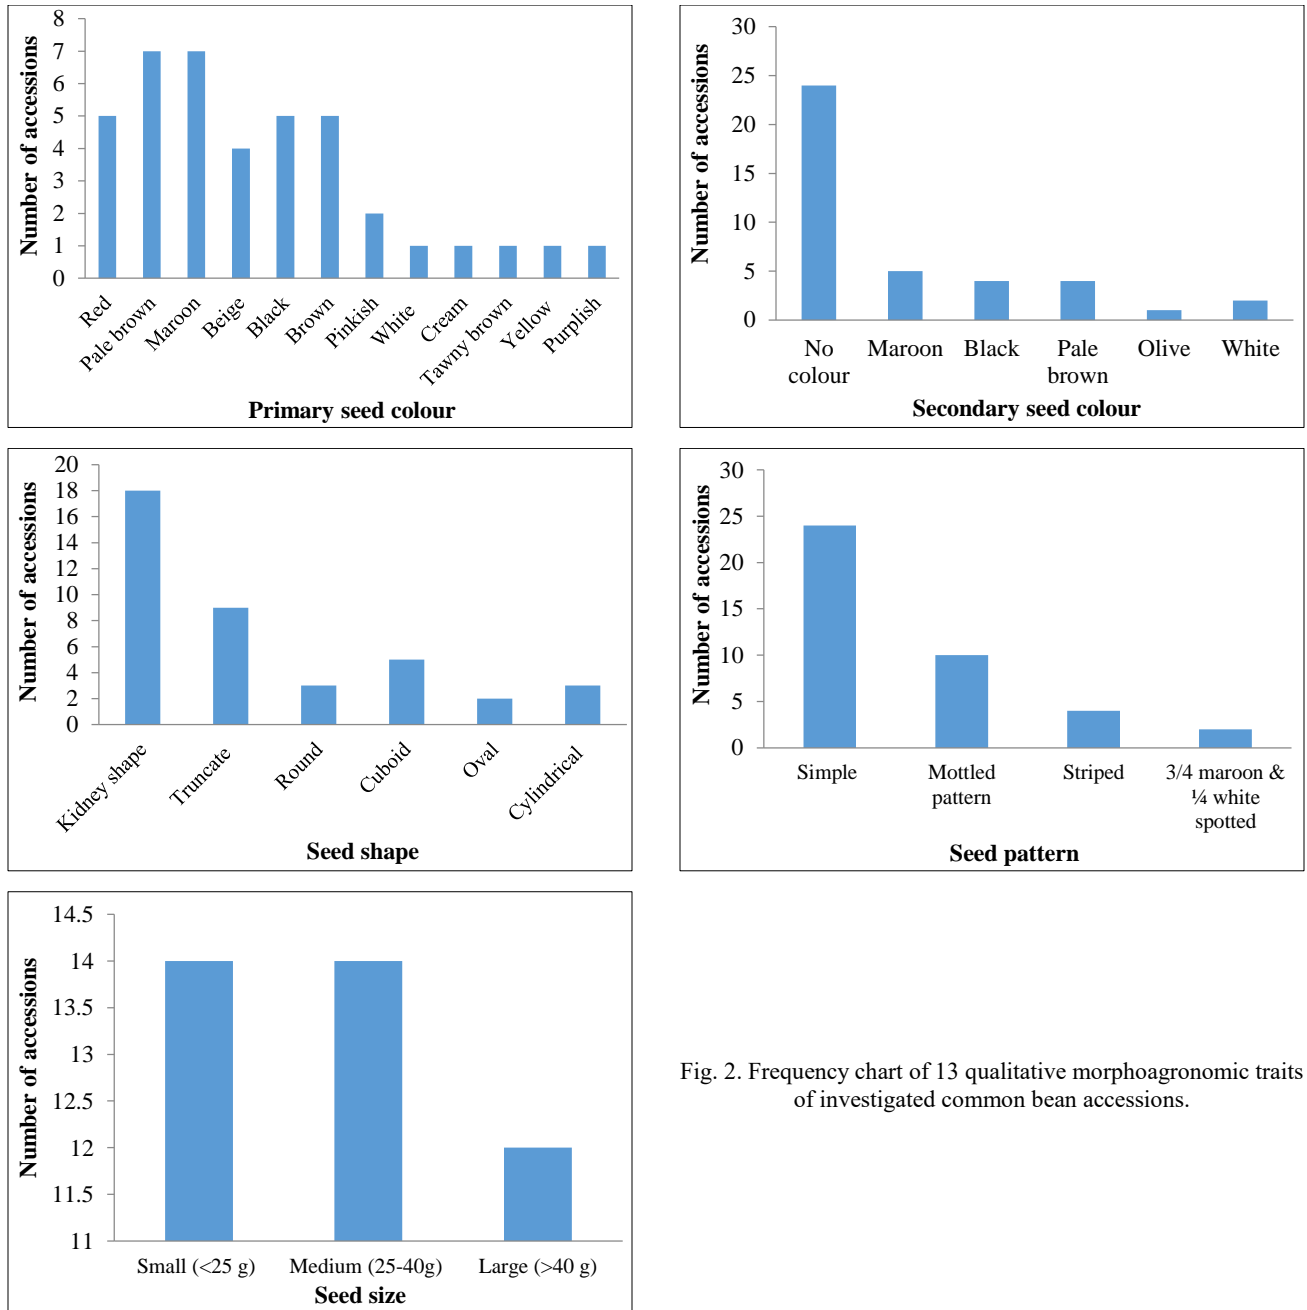 8
7
6
5
4
3
2
1
0
Number of accessions
Red
Pale brown
Maroon
Beige
Black
Brown
Pinkish
White
Cream
Tawny brown
Yellow
Purplish
Primary seed colour
30
25
20
15
10
5
0
Number of accessions
No
colour
Maroon
Black
Pale
brown
Olive
White
Secondary seed colour
20
18
16
14
12
10
8
6
4
2
0
Number of accessions
Kidney shape
Truncate
Round
Cuboid
Oval
Cylindrical
Seed shape
30
25
20
15
10
5
0
Number of accessions
Simple
Mottled
pattern
Striped
3/4 maroon &
¼ white
spotted
Seed pattern
14.5
14
13.5
13
12.5
12
11.5
11
Number of accessions
Small (<25 g)
Medium (25-40g)
Large (>40 g)
Seed size
Fig. 2. Frequency chart of 13 qualitative morphoagronomic traits
of investigated common bean accessions.